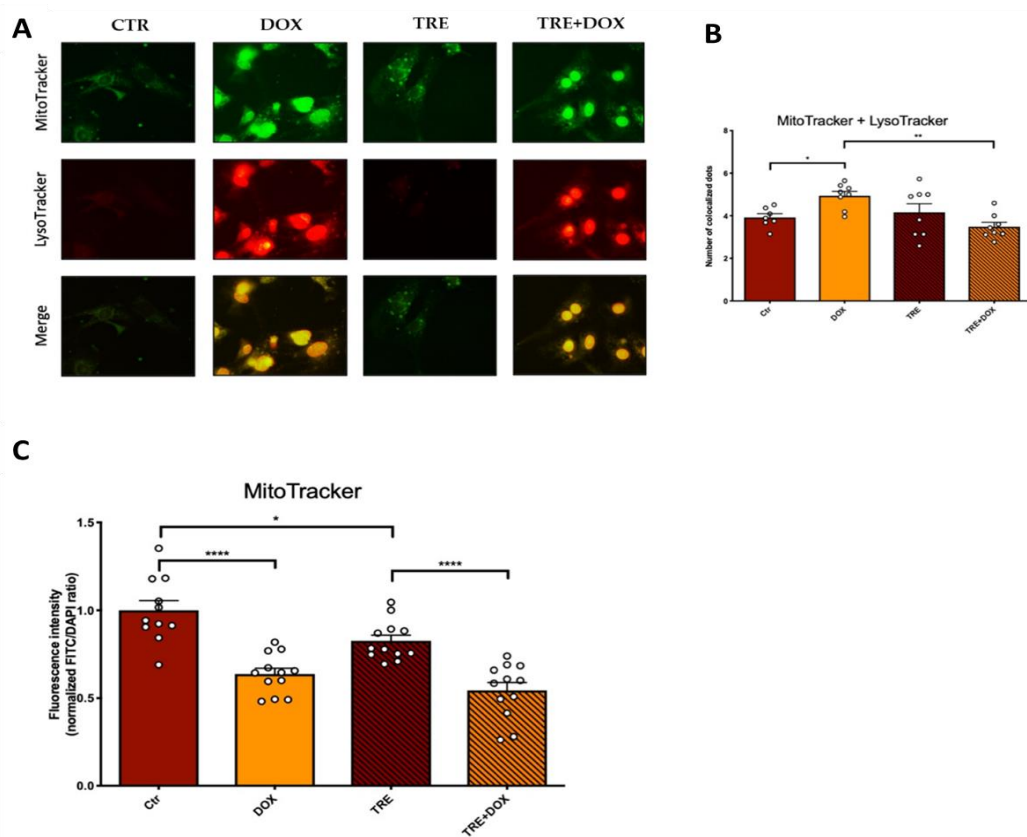 A
CTR DOX TRE TRE+DOX
MitoTracker
LysoTracker
Merge
B
MitoTracker + LysoTracker
Number of colocalized dots
8
6
4
2
0
* **
Ctr DOX TRE TRE+DOX
C
MitoTracker
Fluorescence intensity
(normalized FITC/DAPI ratio)
1.5
1.0
0.5
0.0
*
**** ****
Ctr DOX TRE TRE+DOX